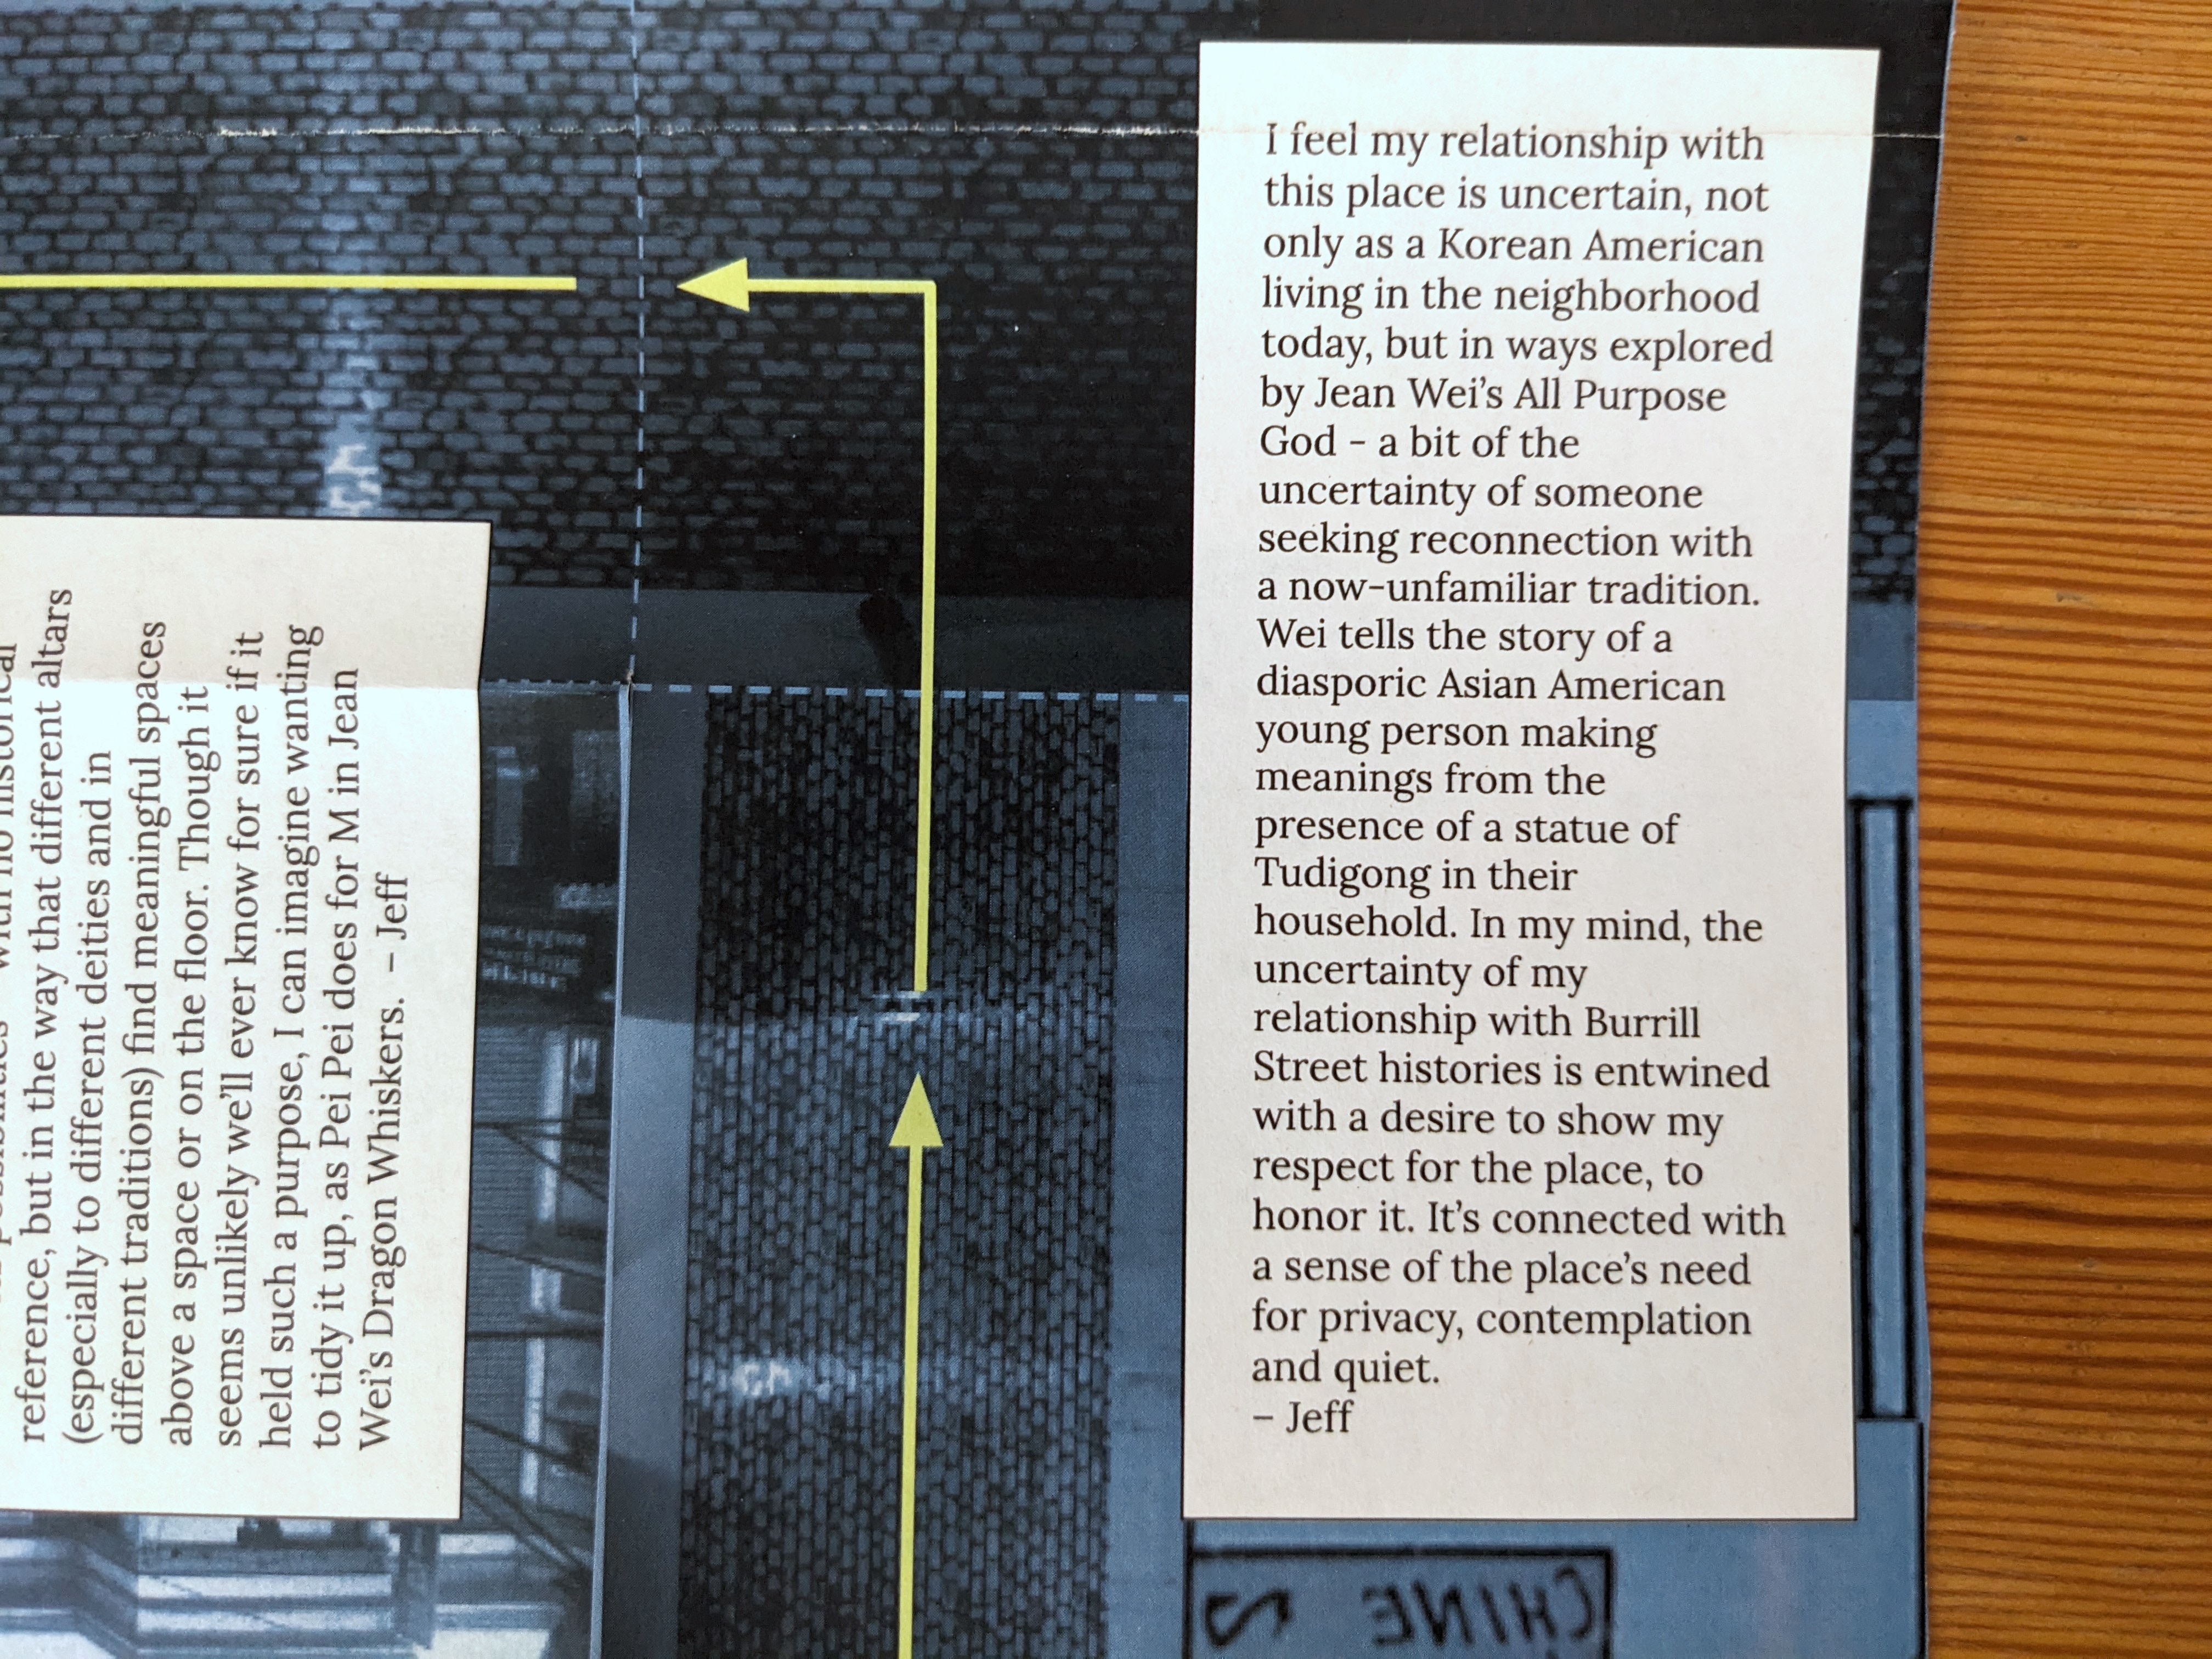 I feel my relationship with
this place is uncertain, not
only as a Korean American
living in the neighborhood
today, but in ways explored
by Jean Wei’s All Purpose
God – a bit of the
uncertainty of someone
seeking reconnection with
a now-unfamiliar tradition.
Wei tells the story of a
diasporic Asian American
young person making
meanings from the
presence of a statue of
Tudigong in their
household. In my mind, the
uncertainty of my
relationship with Burrill
Street histories is entwined
with a desire to show my
respect for the place, to
honor it. It’s connected with
a sense of the place’s need
for privacy, contemplation
and quiet.
– Jeff
reference, but in the way that different altars
(especially to different deities and in
different traditions) find meaningful spaces
above a space or on the floor. Though it
seems unlikely we’ll ever know for sure if it
held such a purpose, I can imagine wanting
to tidy it up, as Pei Pei does for M in Jean
Wei’s Dragon Whiskers. – Jeff
CHINE